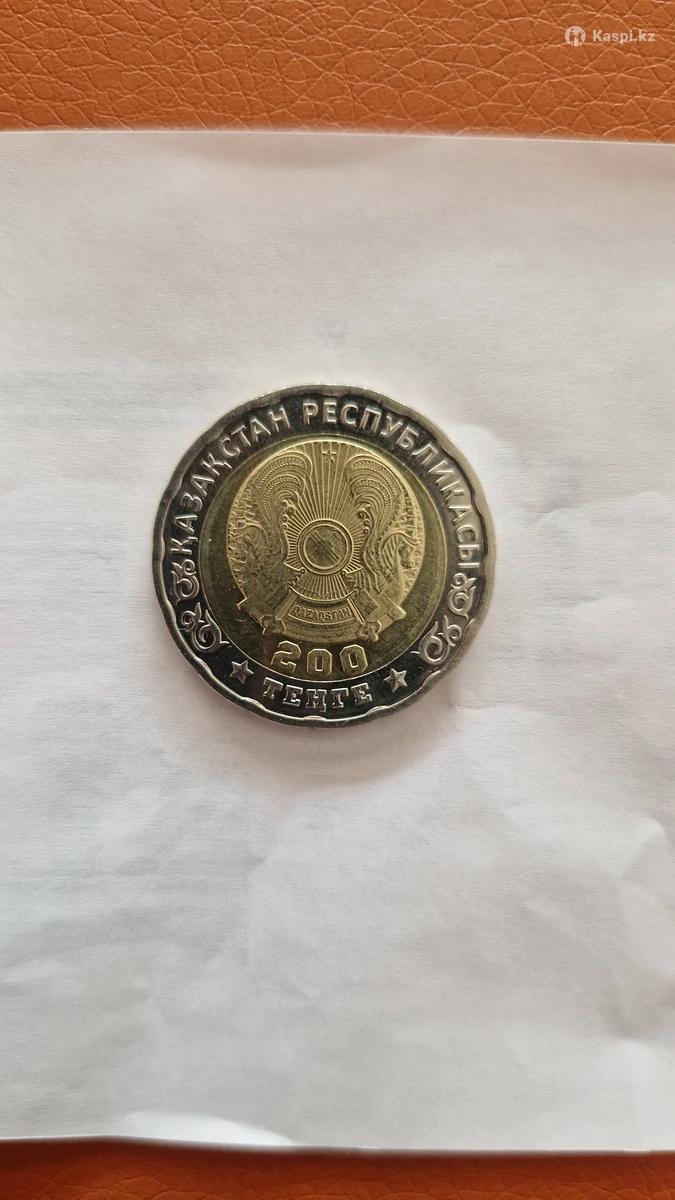 Kaspi.kz
ҚАЗАҚСТАН РЕСПУБЛИКАСЫ
QAZAQSTAN
200
ТЕҢГЕ